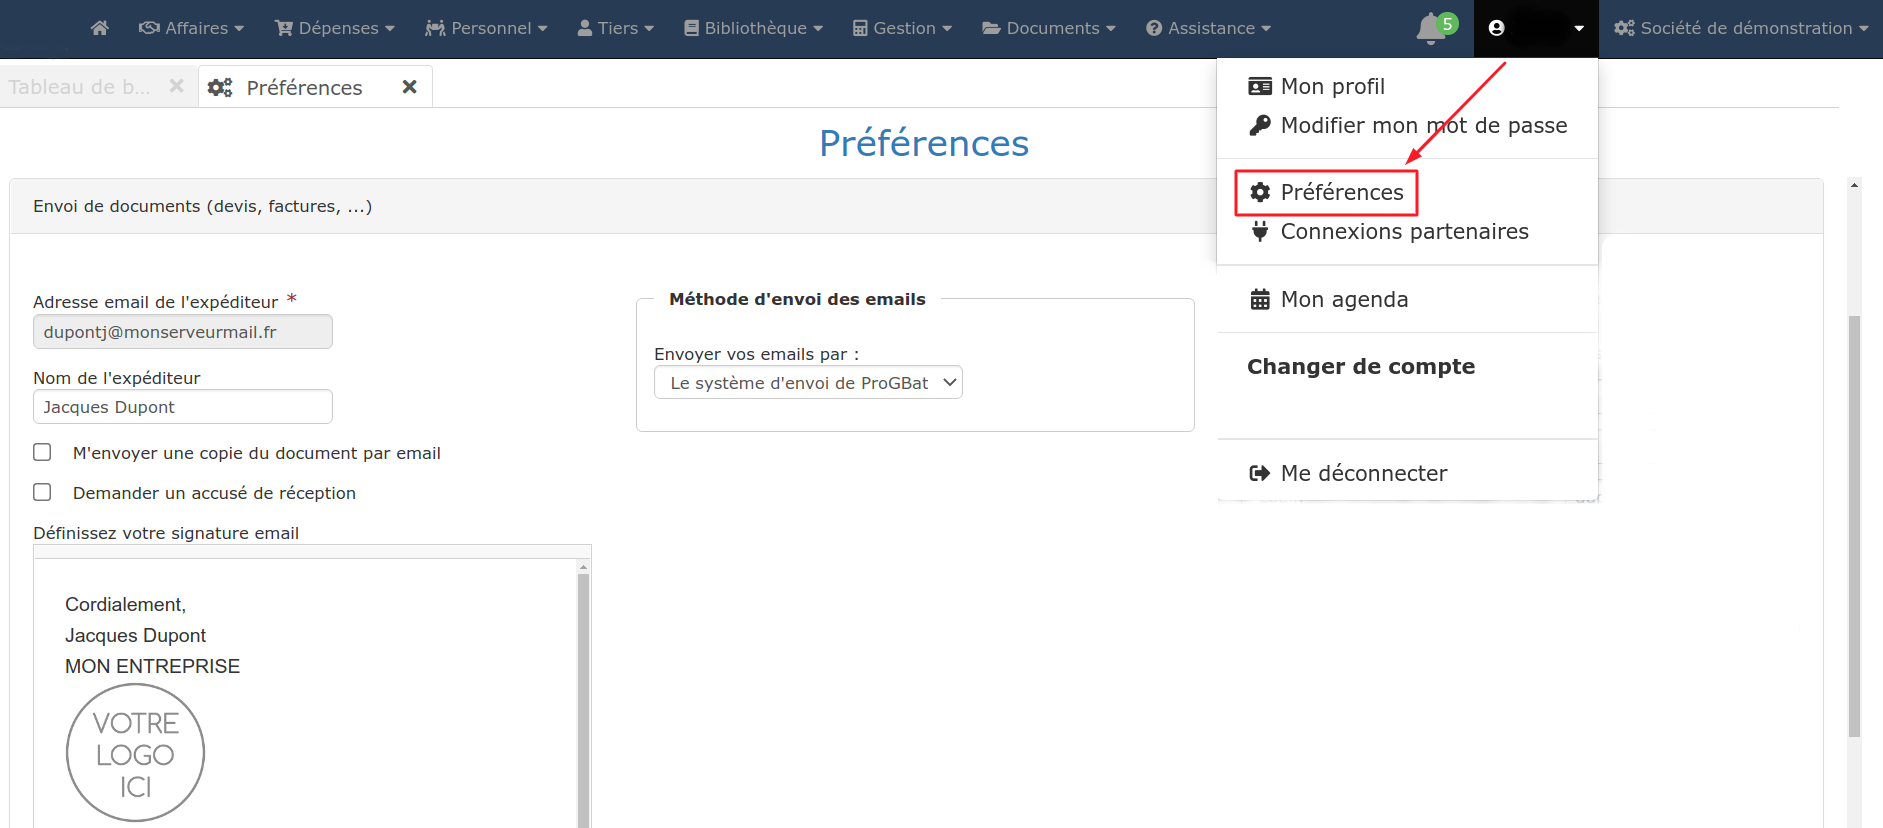 Affaires Dépenses Personnel Tiers Bibliothèque Gestion Documents Assistance 5 Société de démonstration
Tableau de b... Préférences
Préférences
Envoi de documents (devis, factures, ...)
Adresse email de l'expéditeur *
dupontj@monserveurmail.fr
Nom de l'expéditeur
Jacques Dupont
M'envoyer une copie du document par email
Demander un accusé de réception
Définissez votre signature email
Cordialement,
Jacques Dupont
MON ENTREPRISE
VOTRE
LOGO
ICI
Méthode d'envoi des emails
Envoyer vos emails par :
Le système d'envoi de ProGBat
Mon profil
Modifier mon mot de passe
Préférences
Connexions partenaires
Mon agenda
Changer de compte
Me déconnecter